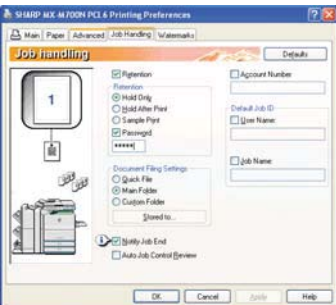 SHARP MX-M700N PCL6 Printing Preferences
Main
Paper
Advanced
Job Handling
Watermarks
Job handling
Defaults
1
Retention
Retention
Hold Only
Hold After Print
Sample Print
Password
*****
Document Filing Settings
Quick File
Main Folder
Custom Folder
Stored to...
Notify Job End
Auto Job Control Review
Account Number
Default Job ID
User Name:
Job Name:
OK
Cancel
Apply
Help